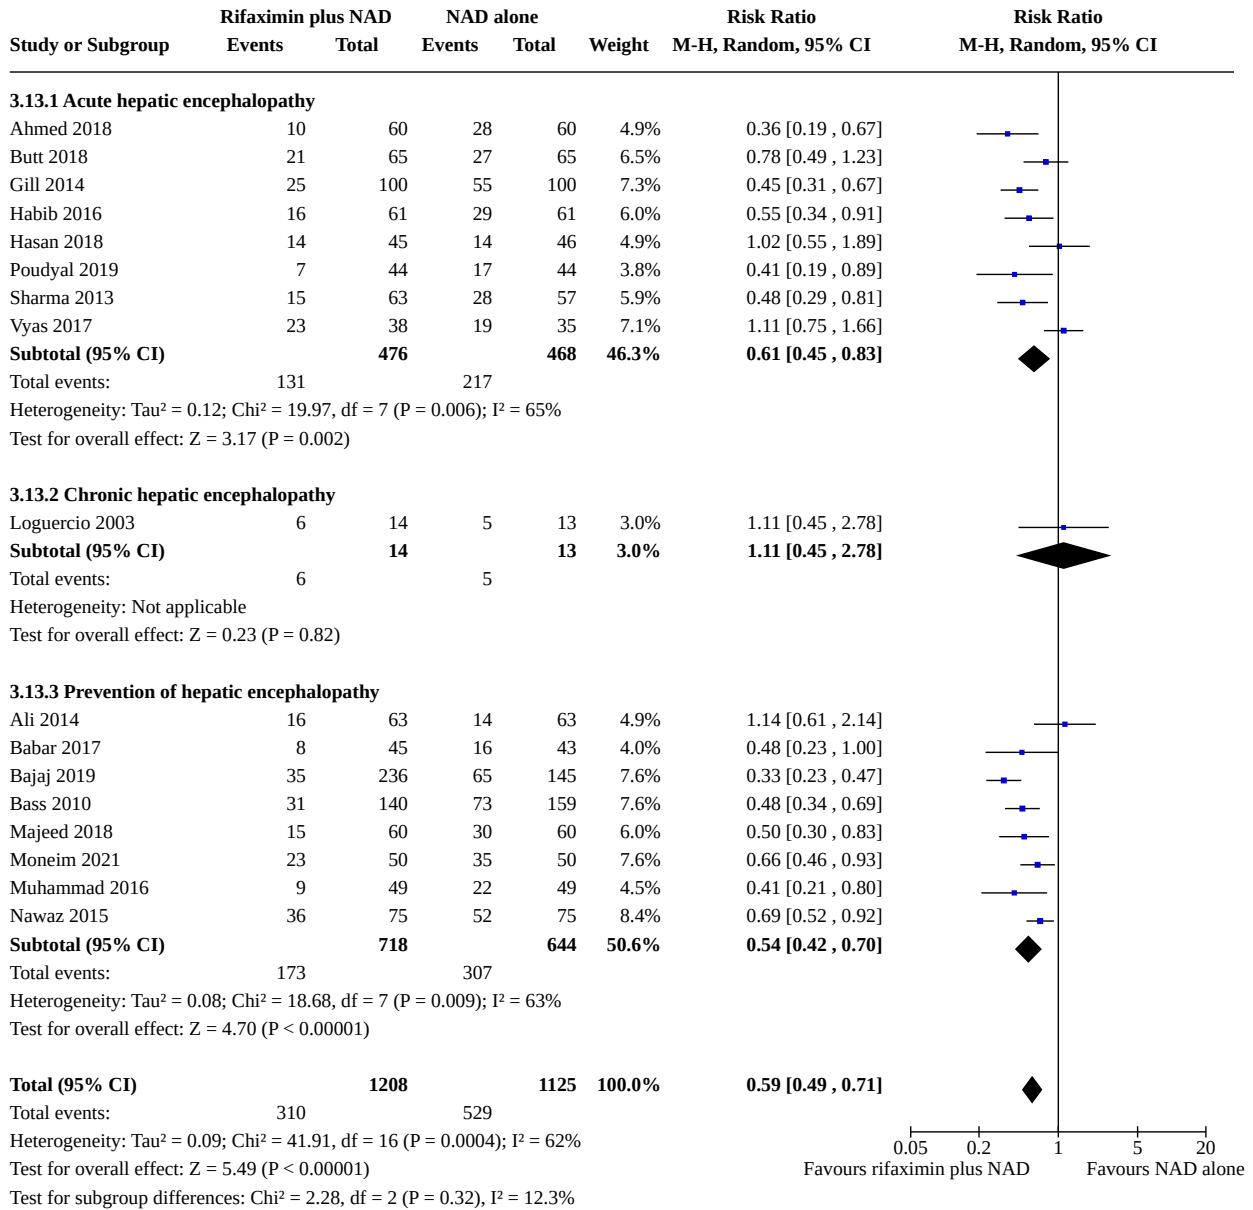 Rifaximin plus NAD NAD alone Risk Ratio Risk Ratio
Study or Subgroup Events Total Events Total Weight M-H, Random, 95% CI M-H, Random, 95% CI
3.13.1 Acute hepatic encephalopathy
Ahmed 2018 10 60 28 60 4.9% 0.36 [0.19 , 0.67]
Butt 2018 21 65 27 65 6.5% 0.78 [0.49 , 1.23]
Gill 2014 25 100 55 100 7.3% 0.45 [0.31 , 0.67]
Habib 2016 16 61 29 61 6.0% 0.55 [0.34 , 0.91]
Hasan 2018 14 45 14 46 4.9% 1.02 [0.55 , 1.89]
Poudyal 2019 7 44 17 44 3.8% 0.41 [0.19 , 0.89]
Sharma 2013 15 63 28 57 5.9% 0.48 [0.29 , 0.81]
Vyas 2017 23 38 19 35 7.1% 1.11 [0.75 , 1.66]
Subtotal (95% CI) 476 468 46.3% 0.61 [0.45 , 0.83]
Total events: 131 217
Heterogeneity: Tau² = 0.12; Chi² = 19.97, df = 7 (P = 0.006); I² = 65%
Test for overall effect: Z = 3.17 (P = 0.002)
3.13.2 Chronic hepatic encephalopathy
Loguercio 2003 6 14 5 13 3.0% 1.11 [0.45 , 2.78]
Subtotal (95% CI) 14 13 3.0% 1.11 [0.45 , 2.78]
Total events: 6 5
Heterogeneity: Not applicable
Test for overall effect: Z = 0.23 (P = 0.82)
3.13.3 Prevention of hepatic encephalopathy
Ali 2014 16 63 14 63 4.9% 1.14 [0.61 , 2.14]
Babar 2017 8 45 16 43 4.0% 0.48 [0.23 , 1.00]
Bajaj 2019 35 236 65 145 7.6% 0.33 [0.23 , 0.47]
Bass 2010 31 140 73 159 7.6% 0.48 [0.34 , 0.69]
Majeed 2018 15 60 30 60 6.0% 0.50 [0.30 , 0.83]
Moneim 2021 23 50 35 50 7.6% 0.66 [0.46 , 0.93]
Muhammad 2016 9 49 22 49 4.5% 0.41 [0.21 , 0.80]
Nawaz 2015 36 75 52 75 8.4% 0.69 [0.52 , 0.92]
Subtotal (95% CI) 718 644 50.6% 0.54 [0.42 , 0.70]
Total events: 173 307
Heterogeneity: Tau² = 0.08; Chi² = 18.68, df = 7 (P = 0.009); I² = 63%
Test for overall effect: Z = 4.70 (P < 0.00001)
Total (95% CI) 1208 1125 100.0% 0.59 [0.49 , 0.71]
Total events: 310 529
Heterogeneity: Tau² = 0.09; Chi² = 41.91, df = 16 (P = 0.0004); I² = 62%
0.05 0.2 1 5 20
Test for overall effect: Z = 5.49 (P < 0.00001) Favours rifaximin plus NAD Favours NAD alone
Test for subgroup differences: Chi² = 2.28, df = 2 (P = 0.32), I² = 12.3%